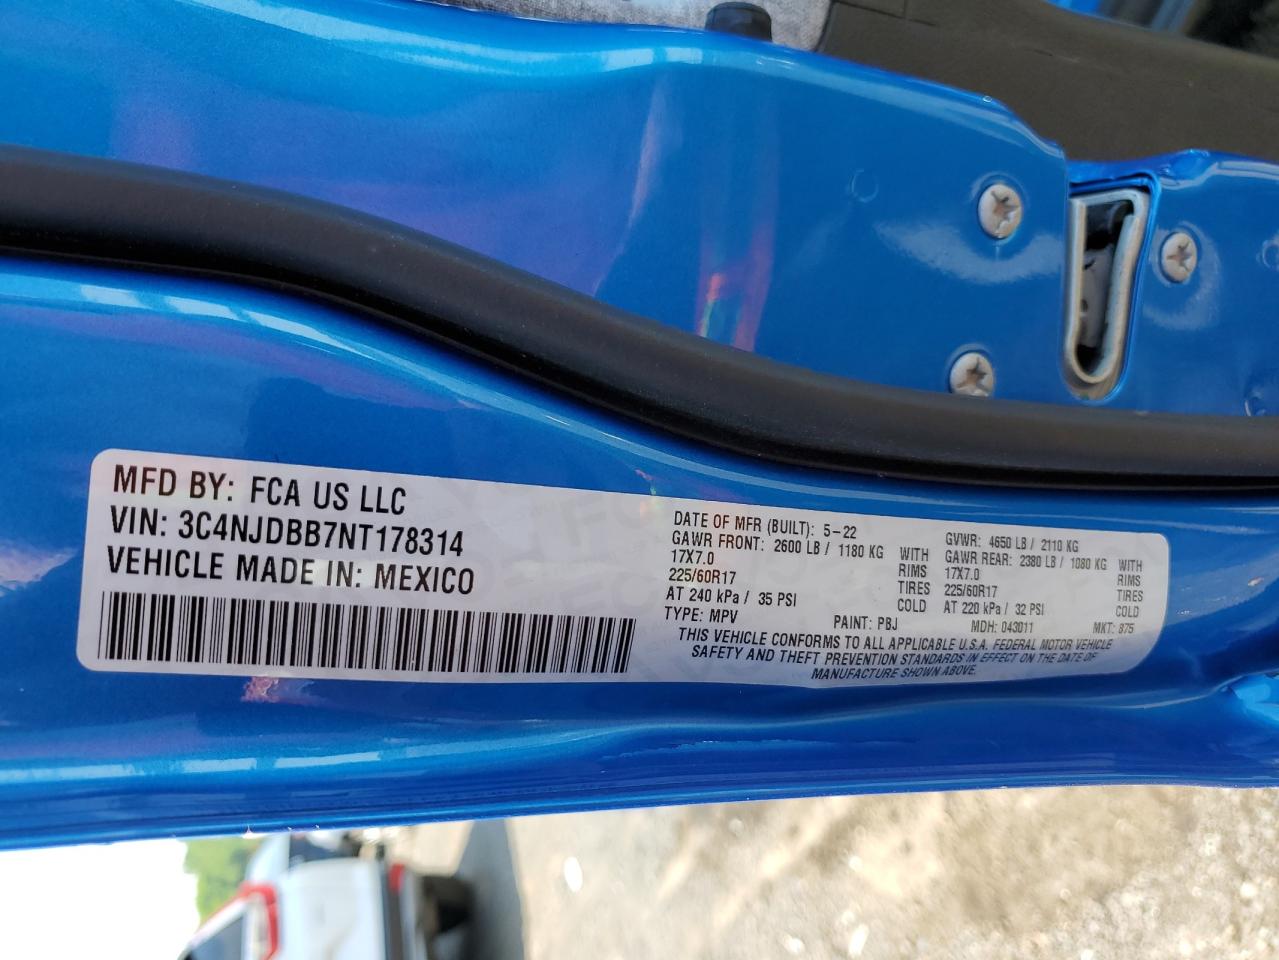 MFD BY: FCA US LLC
VIN: 3C4NJDBB7NT178314
VEHICLE MADE IN: MEXICO
DATE OF MFR (BUILT): 5-22 GVWR: 4650 LB / 2110 KG
GAWR FRONT: 2600 LB / 1180 KG WITH GAWR REAR: 2380 LB / 1080 KG WITH
17X7.0 RIMS 17X7.0 RIMS
225/60R17 TIRES 225/60R17 TIRES
AT 240 kPa / 35 PSI COLD AT 220 kPa / 32 PSI COLD
TYPE: MPV PAINT: PBJ MDH: 043011 MKT: 875
THIS VEHICLE CONFORMS TO ALL APPLICABLE U.S.A. FEDERAL MOTOR VEHICLE
SAFETY AND THEFT PREVENTION STANDARDS IN EFFECT ON THE DATE OF
MANUFACTURE SHOWN ABOVE.